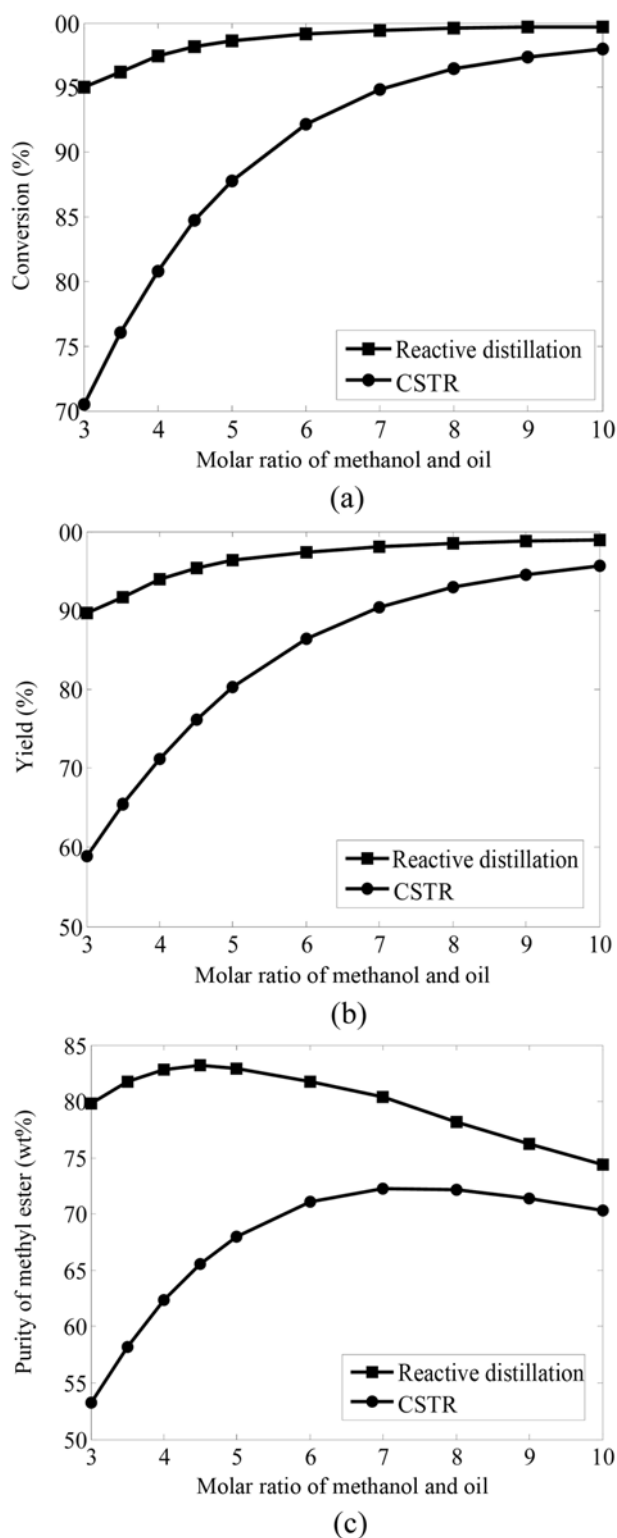 00
95
90
85
80
75
70
Conversion (%)
Reactive distillation
CSTR
3 4 5 6 7 8 9 10
Molar ratio of methanol and oil
(a)
00
90
80
70
60
50
Yield (%)
Reactive distillation
CSTR
3 4 5 6 7 8 9 10
Molar ratio of methanol and oil
(b)
85
80
75
70
65
60
55
50
Purity of methyl ester (wt%)
Reactive distillation
CSTR
3 4 5 6 7 8 9 10
Molar ratio of methanol and oil
(c)